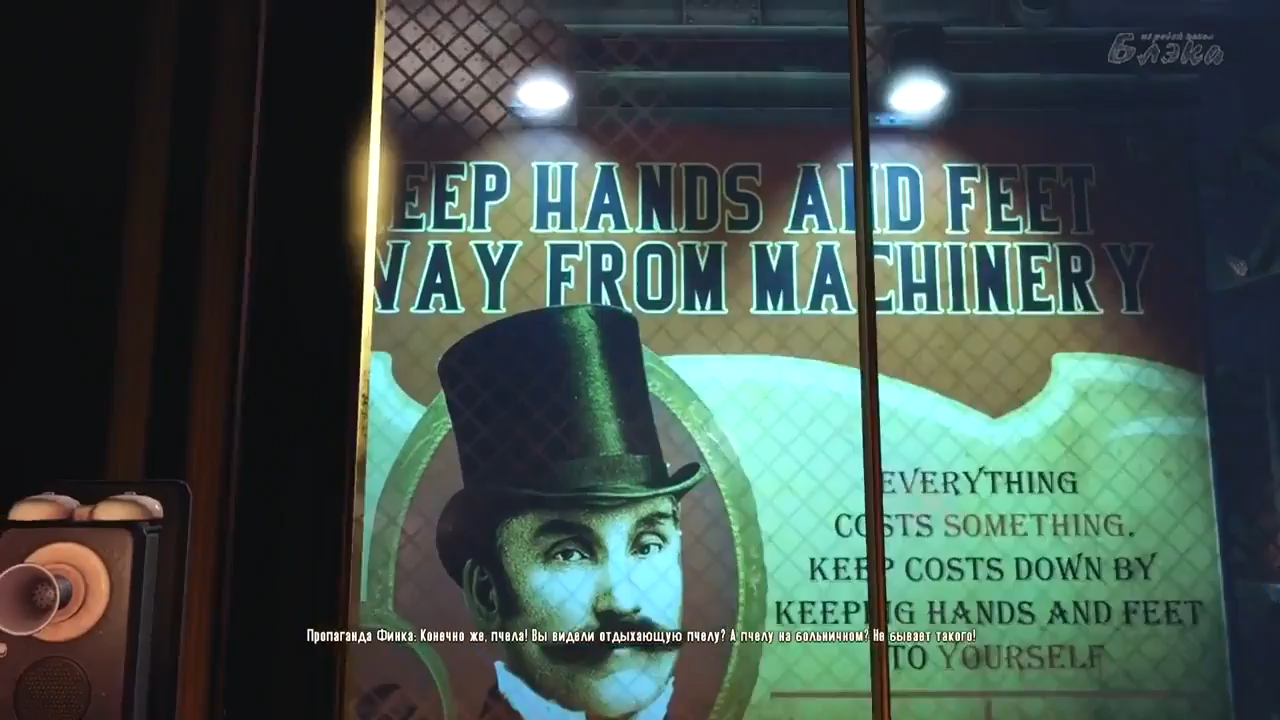 Блэка
EEP HANDS AND FEET
WAY FROM MACHINERY
EVERYTHING
COSTS SOMETHING.
KEEP COSTS DOWN BY
KEEPING HANDS AND FEET
TO YOURSELF
Пропаганда Финка: Конечно же, пчела! Вы видели отдыхающую пчелу? А пчелу на больничном? Не бывает такого!